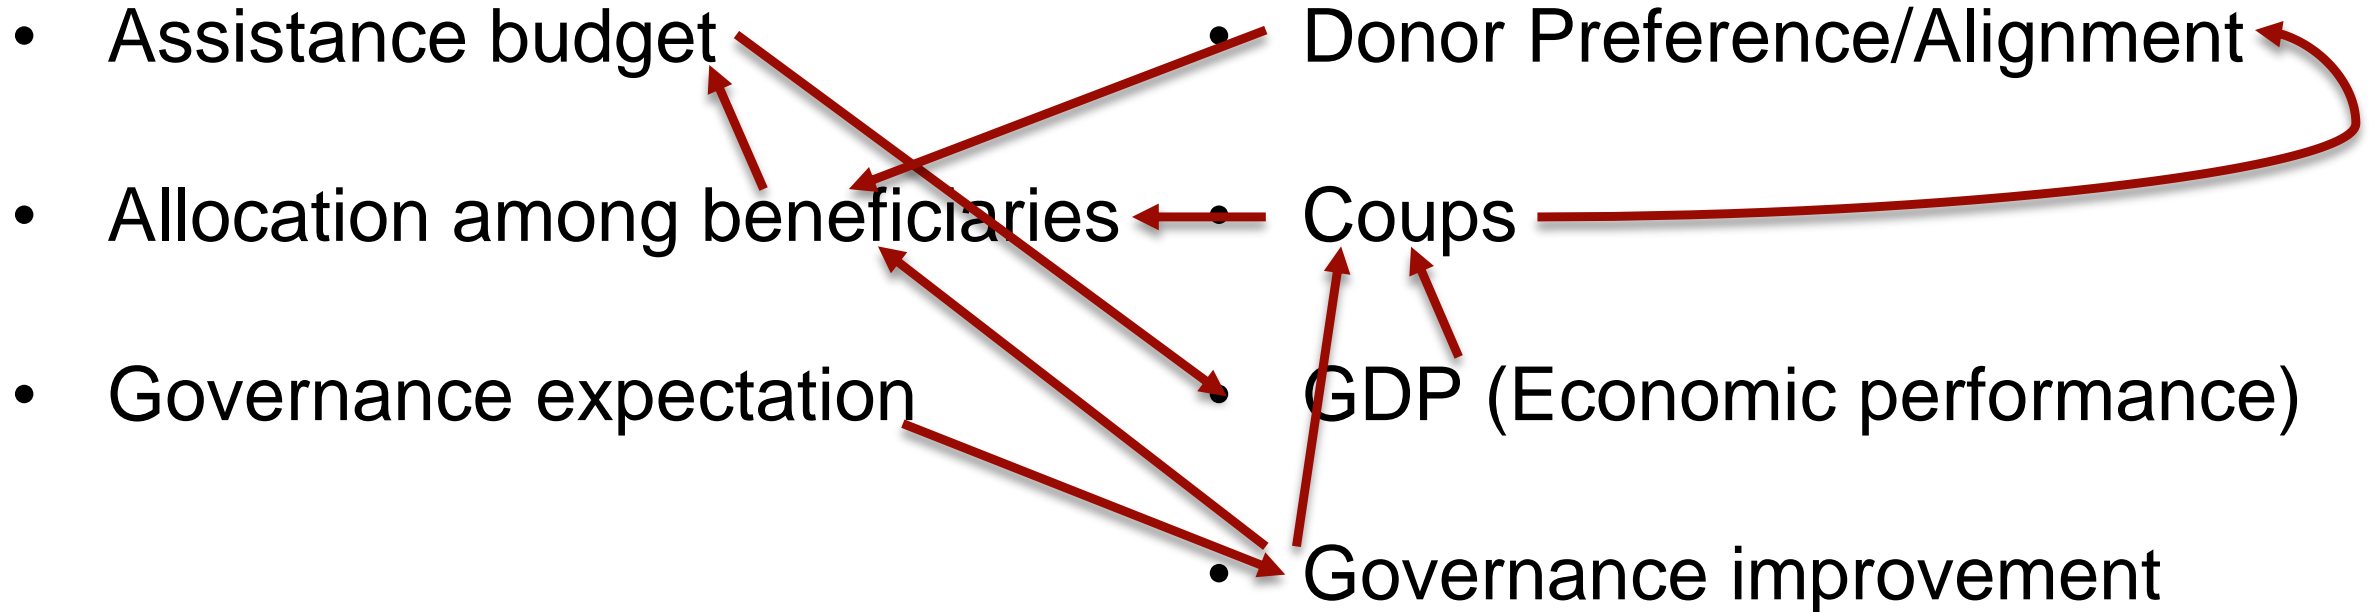 • Assistance budget
• Allocation among beneficiaries
• Governance expectation
• Donor Preference/Alignment
• Coups
• GDP (Economic performance)
• Governance improvement